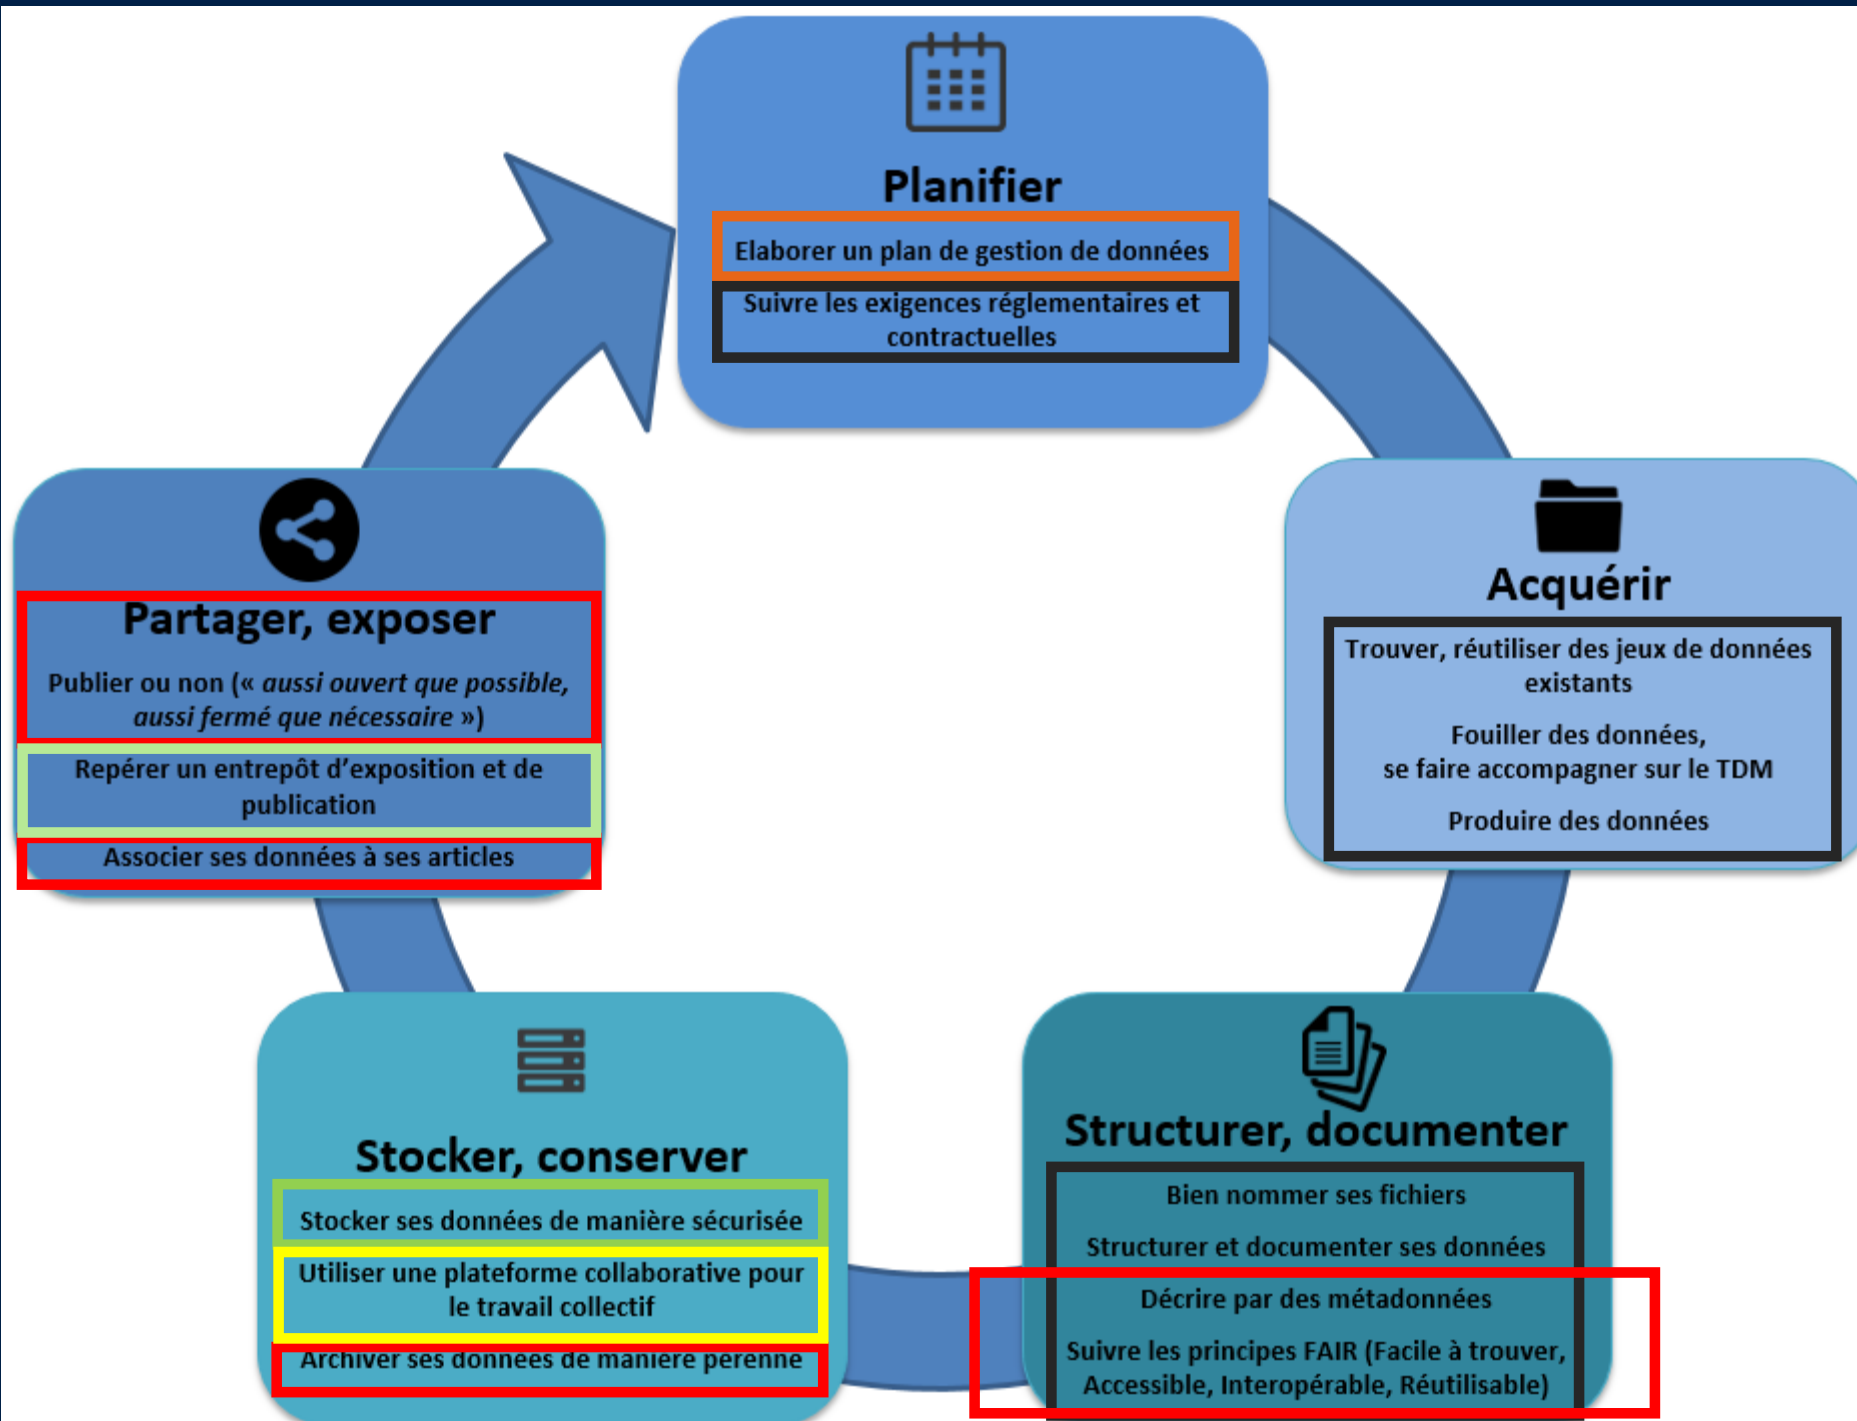 Planifier
Elaborer un plan de gestion de données
Suivre les exigences réglementaires et
contractuelles
Acquérir
Trouver, réutiliser des jeux de données
existants
Fouiller des données,
se faire accompagner sur le TDM
Produire des données
Structurer, documenter
Bien nommer ses fichiers
Structurer et documenter ses données
Décrire par des métadonnées
Suivre les principes FAIR (Facile à trouver,
Accessible, Interopérable, Réutilisable)
Stocker, conserver
Stocker ses données de manière sécurisée
Utiliser une plateforme collaborative pour
le travail collectif
Archiver ses données de manière pérenne
Partager, exposer
Publier ou non (« aussi ouvert que possible,
aussi fermé que nécessaire »)
Repérer un entrepôt d’exposition et de
publication
Associer ses données à ses articles